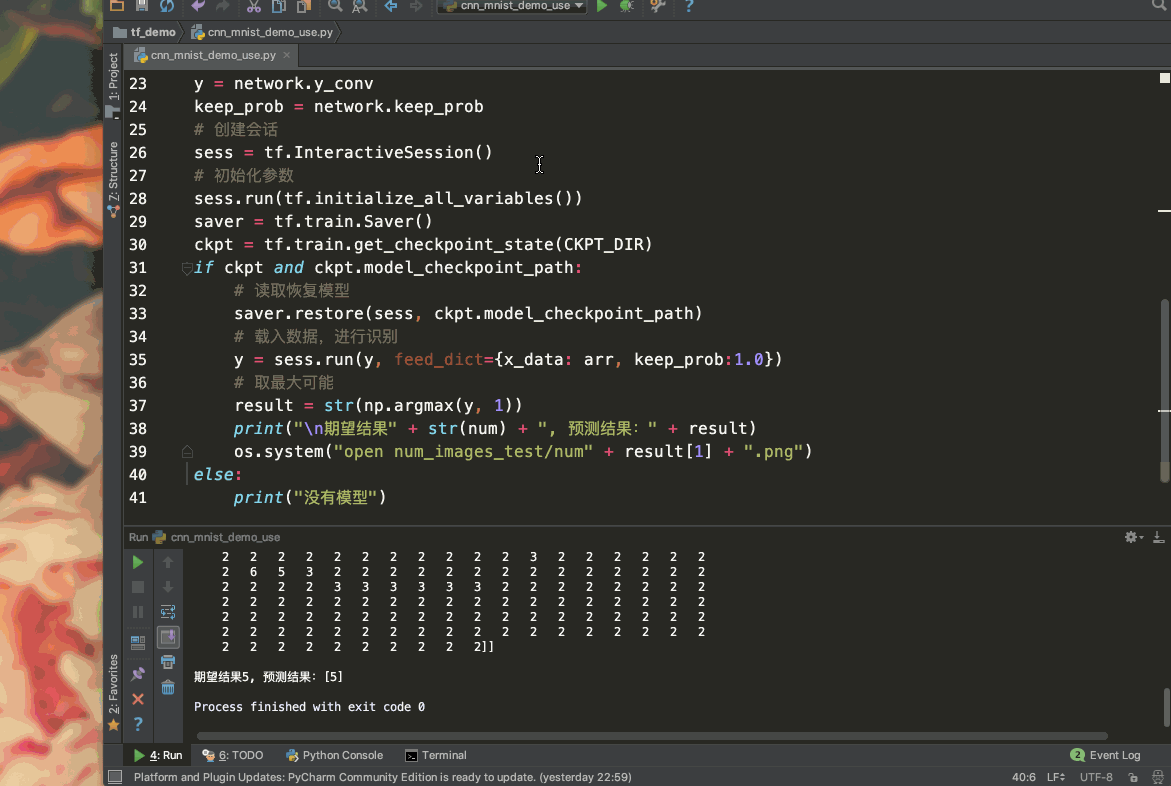 cnn_mnist_demo_use
tf_demo
cnn_mnist_demo_use.py
cnn_mnist_demo_use.py
1: Project
Z: Structure
2: Favorites
23 y = network.y_conv
24 keep_prob = network.keep_prob
25 # 创建会话
26 sess = tf.InteractiveSession()
27 # 初始化参数
28 sess.run(tf.initialize_all_variables())
29 saver = tf.train.Saver()
30 ckpt = tf.train.get_checkpoint_state(CKPT_DIR)
31 if ckpt and ckpt.model_checkpoint_path:
32 # 读取恢复模型
33 saver.restore(sess, ckpt.model_checkpoint_path)
34 # 载入数据，进行识别
35 y = sess.run(y, feed_dict={x_data: arr, keep_prob:1.0})
36 # 取最大可能
37 result = str(np.argmax(y, 1))
38 print("\n期望结果" + str(num) + ", 预测结果：" + result)
39 os.system("open num_images_test/num" + result[1] + ".png")
40 else:
41 print("没有模型")
Run cnn_mnist_demo_use
2 2 2 2 2 2 2 2 2 2 2 3 2 2 2 2 2 2
2 6 5 3 2 2 2 2 2 2 2 2 2 2 2 2 2 2
2 2 2 2 3 3 3 3 3 3 2 2 2 2 2 2 2 2
2 2 2 2 2 2 2 2 2 2 2 2 2 2 2 2 2 2
2 2 2 2 2 2 2 2 2 2 2 2 2 2 2 2 2 2
2 2 2 2 2 2 2 2 2 2 2 2 2 2 2 2 2 2
2 2 2 2 2 2 2 2 2 2]]
期望结果5, 预测结果：[5]
Process finished with exit code 0
4: Run 6: TODO Python Console Terminal 2 Event Log
Platform and Plugin Updates: PyCharm Community Edition is ready to update. (yesterday 22:59) 40:6 LF UTF-8